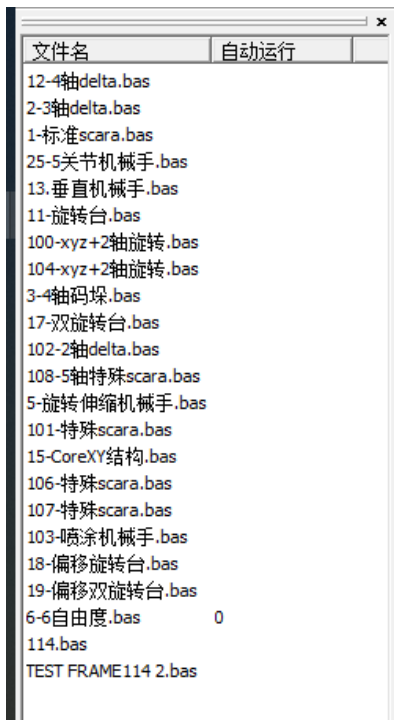 文件名 自动运行
12-4轴delta.bas
2-3轴delta.bas
1-标准scara.bas
25-5关节机械手.bas
13.垂直机械手.bas
11-旋转台.bas
100-xyz+2轴旋转.bas
104-xyz+2轴旋转.bas
3-4轴码垛.bas
17-双旋转台.bas
102-2轴delta.bas
108-5轴特殊scara.bas
5-旋转伸缩机械手.bas
101-特殊scara.bas
15-CoreXY结构.bas
106-特殊scara.bas
107-特殊scara.bas
103-喷涂机械手.bas
18-偏移旋转台.bas
19-偏移双旋转台.bas
6-6自由度.bas 0
114.bas
TEST FRAME114 2.bas